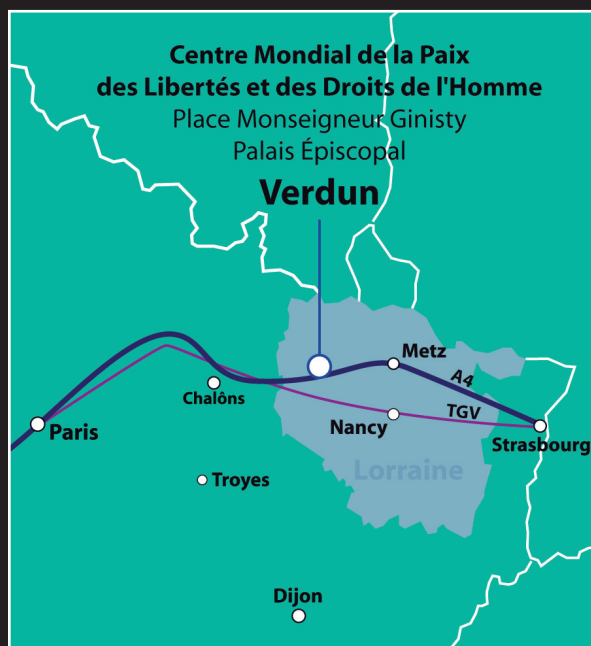 Centre Mondial de la Paix
des Libertés et des Droits de l'Homme
Place Monseigneur Ginisty
Palais Épiscopal
Verdun
Metz
A4
Chalôns
TGV
Nancy
Paris
Strasbourg
Lorraine
Troyes
Dijon